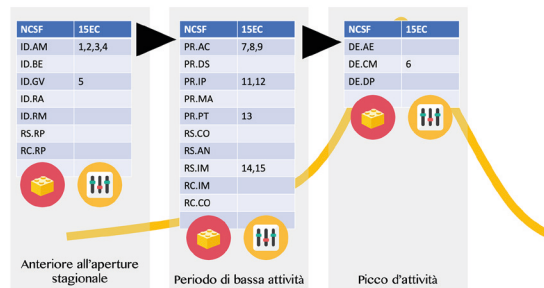 NCSF 15EC
ID.AM 1,2,3,4
ID.BE
ID.GV 5
ID.RA
ID.RM
RS.RP
RC.RP
Anteriore all'aperture
stagionale
NCSF 15EC
PR.AC 7,8,9
PR.DS
PR.IP 11,12
PR.MA
PR.PT 13
RS.CO
RS.AN
RS.IM 14,15
RC.IM
RC.CO
Periodo di bassa attività
NCSF 15EC
DE.AE
DE.CM 6
DE.DP
Picco d'attività